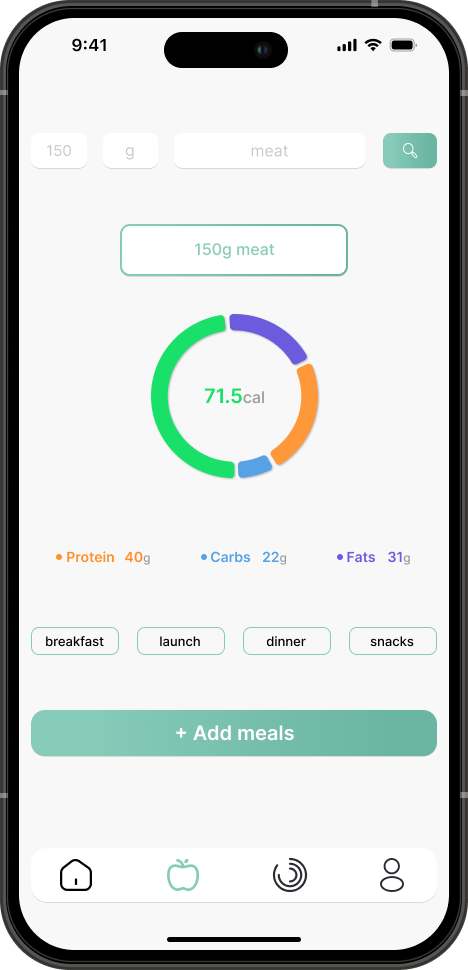 9:41
150 g meat
150g meat
71.5cal
Protein 40g Carbs 22g Fats 31g
breakfast launch dinner snacks
+ Add meals